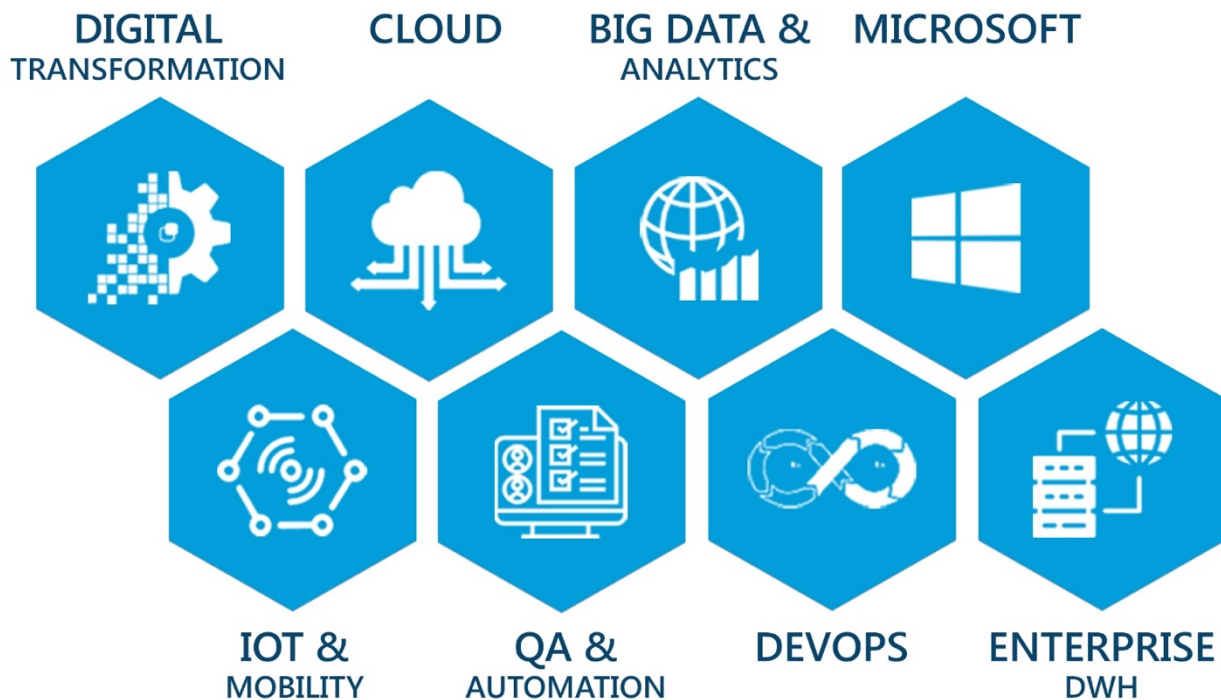 DIGITAL
TRANSFORMATION
CLOUD
BIG DATA &
ANALYTICS
MICROSOFT
IOT &
MOBILITY
QA &
AUTOMATION
DEVOPS
ENTERPRISE
DWH